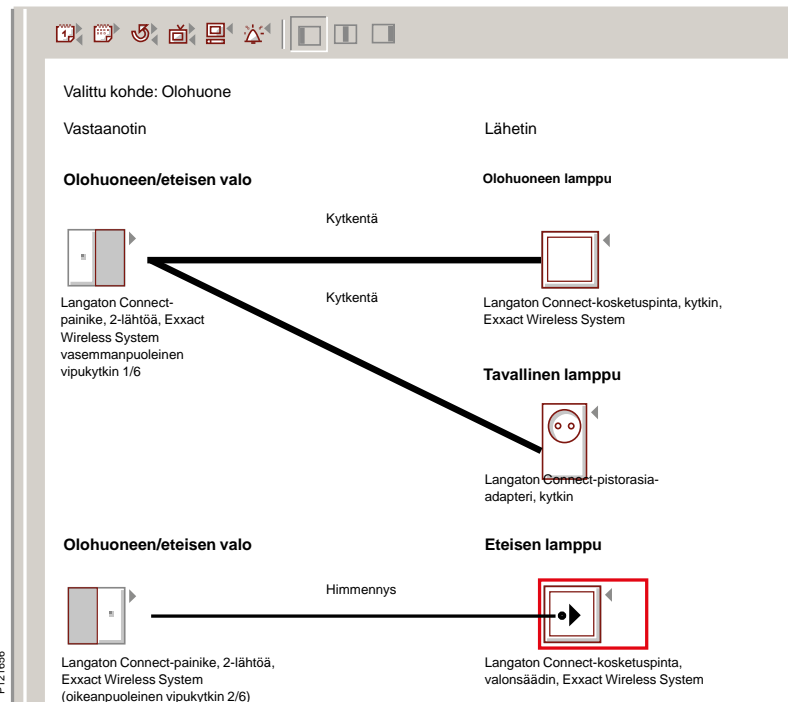 Valittu kohde: Olohuone
Vastaanotin
Lähetin
Olohuoneen/eteisen valo
Olohuoneen lamppu
Kytkentä
Langaton Connect-
painike, 2-lähtöä, Exxact
Wireless System
vasemmanpuoleinen
vipukytkin 1/6
Kytkentä
Langaton Connect-kosketuspinta, kytkin,
Exxact Wireless System
Tavallinen lamppu
Langaton Connect-pistorasia-
adapteri, kytkin
Olohuoneen/eteisen valo
Eteisen lamppu
Himmennys
Langaton Connect-painike, 2-lähtöä,
Exxact Wireless System
(oikeanpuoleinen vipukytkin 2/6)
Langaton Connect-kosketuspinta,
valonsäädin, Exxact Wireless System